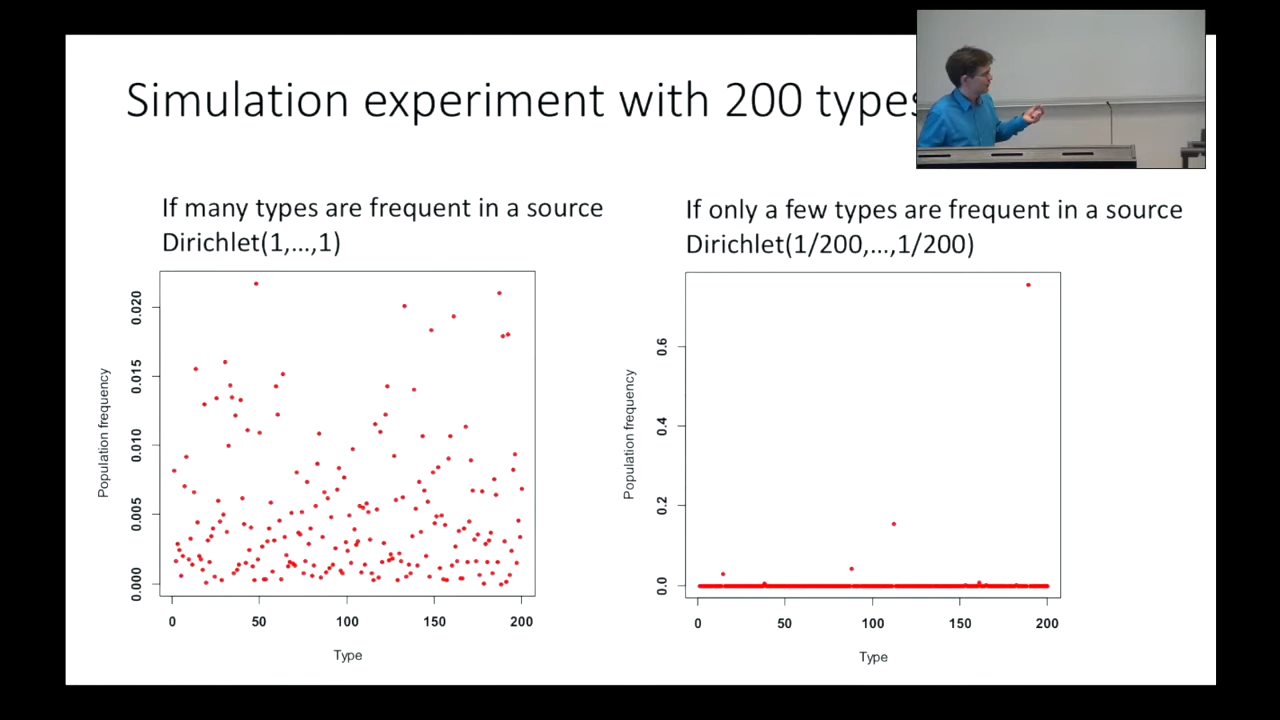 Simulation experiment with 200 types
If many types are frequent in a source
Dirichlet(1,...,1)
If only a few types are frequent in a source
Dirichlet(1/200,...,1/200)
Population frequency
0.020
0.015
0.010
0.005
0.000
0 50 100 150 200
Type
Population frequency
0.6
0.4
0.2
0.0
0 50 100 150 200
Type